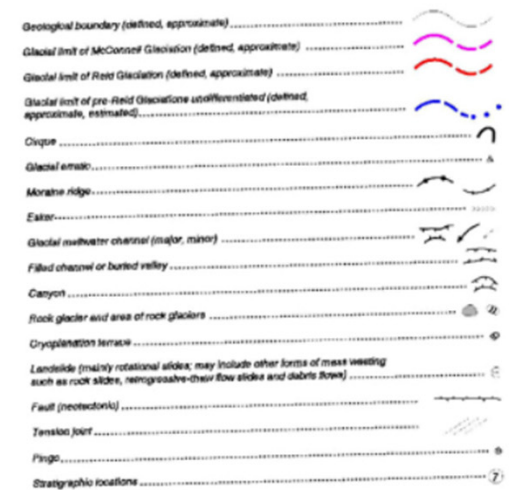 Geological boundary (defined, approximate)
Glacial limit of McConnell Glaciation (defined, approximate)
Glacial limit of Reid Glaciation (defined, approximate)
Glacial limit of pre-Reid Glaciations undifferentiated (defined,
approximate, estimated)
Cirque
Glacial erratic
Moraine ridge
Esker
Glacial meltwater channel (major, minor)
Filled channel or buried valley
Canyon
Rock glacier and area of rock glaciers
Cryoplanation terrace
Landslide (mainly rotational slides; may include other forms of mass wasting
such as rock slides, retrogressive-thaw flow slides and debris flows)
Fault (neotectonic)
Tension joint
Pingo
Stratigraphic locations 7